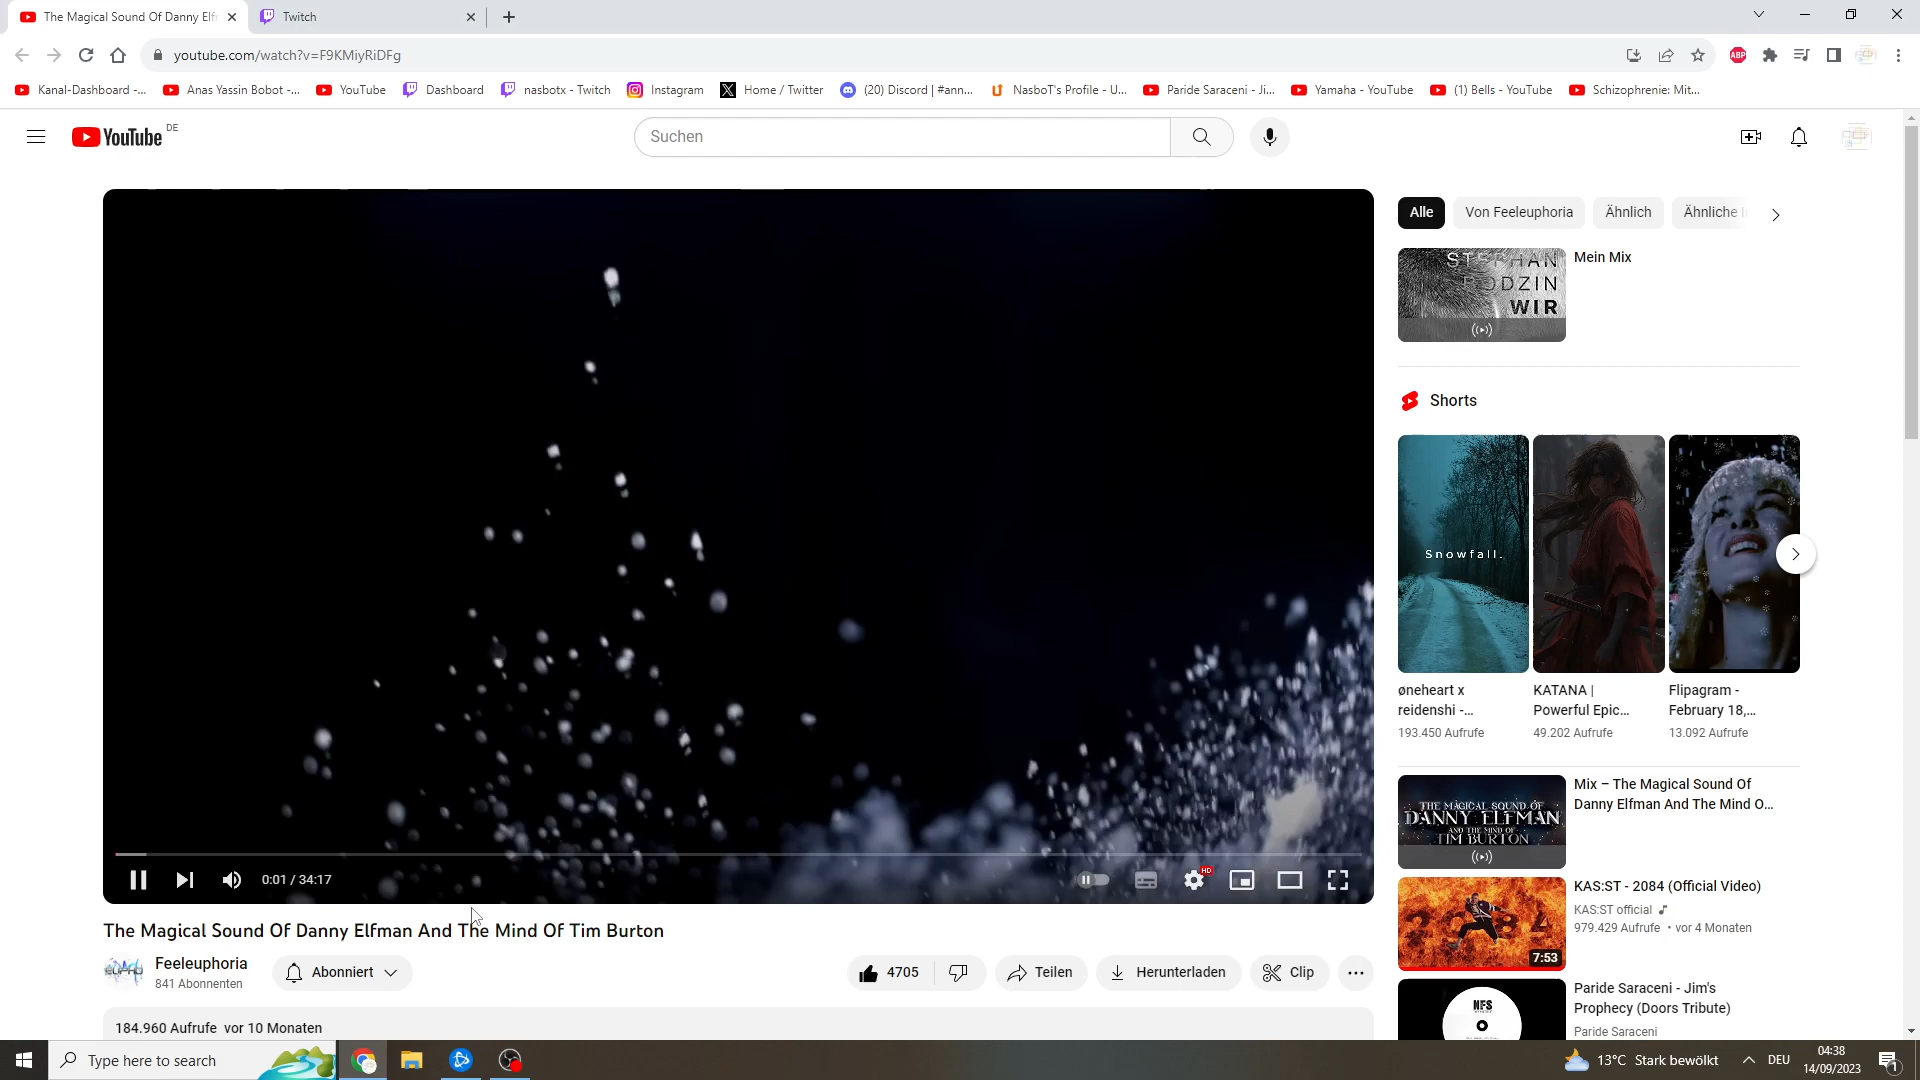 The Magical Sound Of Danny Elf
Twitch
youtube.com/watch?v=F9KMiyRiDFg
ABP
Kanal-Dashboard -...
Anas Yassin Bobot -...
YouTube
Dashboard
nasbotx - Twitch
Instagram
Home / Twitter
(20) Discord | #ann...
NasboT's Profile - U...
Paride Saraceni - Ji...
Yamaha - YouTube
(1) Bells - YouTube
Schizophrenie: Mit...
YouTube DE
Suchen
Alle
Von Feeleuphoria
Ähnlich
Ähnliche
STEPHAN
BODZIN
WIR
Mein Mix
Shorts
Snowfall.
øneheart x
reidenshi -...
193.450 Aufrufe
KATANA |
Powerful Epic...
49.202 Aufrufe
Flipagram -
February 18,...
13.092 Aufrufe
THE MAGICAL SOUND OF
DANNY ELFMAN
AND THE MIND OF
TIM BURTON
Mix – The Magical Sound Of
Danny Elfman And The Mind O...
2084
7:53
KAS:ST - 2084 (Official Video)
KAS:ST official
979.429 Aufrufe • vor 4 Monaten
NFS
Paride Saraceni - Jim's
Prophecy (Doors Tribute)
Paride Saraceni
0:01 / 34:17
HD
The Magical Sound Of Danny Elfman And The Mind Of Tim Burton
Feeleuphoria
841 Abonnenten
Abonniert
4705
Teilen
Herunterladen
Clip
184.960 Aufrufe vor 10 Monaten
Type here to search
13°C Stark bewölkt
DEU
04:38
14/09/2023
1